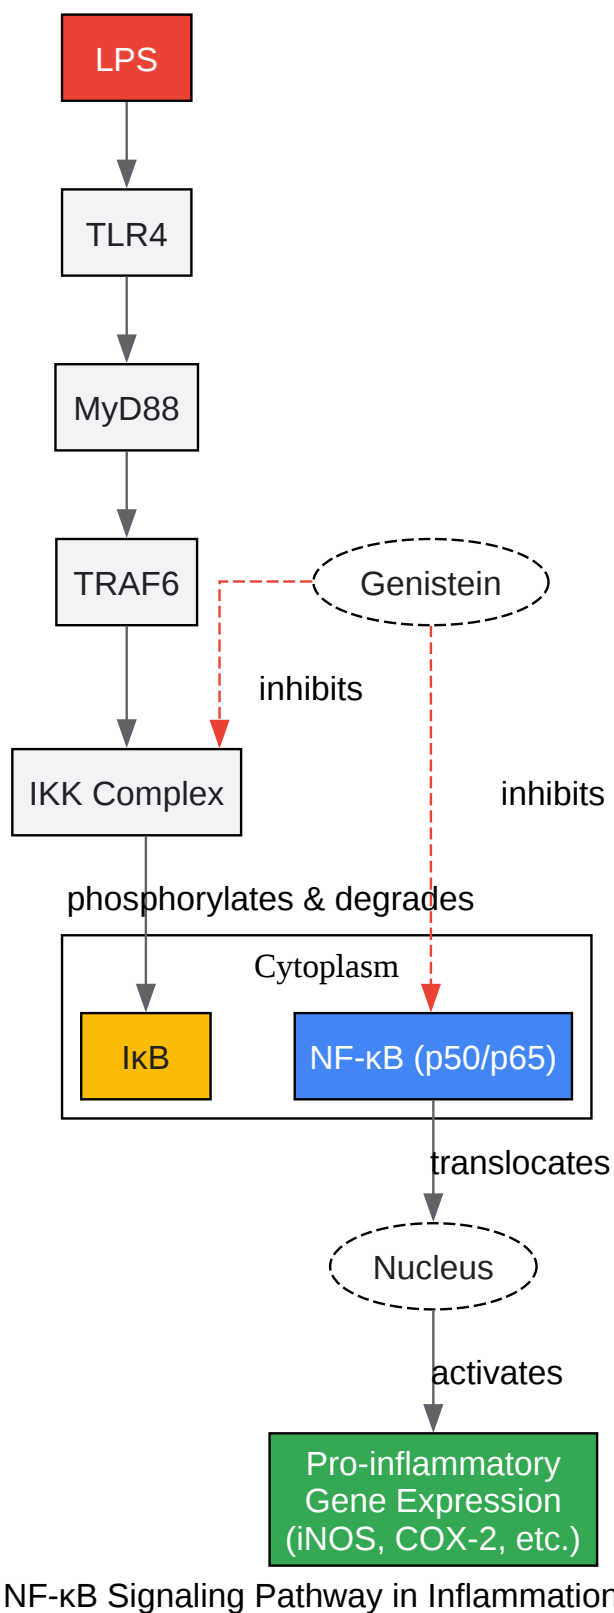 LPS
TLR4
MyD88
TRAF6
Genistein
inhibits
IKK Complex
inhibits
phosphorylates & degrades
Cytoplasm
IκB
NF-κB (p50/p65)
translocates
Nucleus
activates
Pro-inflammatory
Gene Expression
(iNOS, COX-2, etc.)
NF-κB Signaling Pathway in Inflammation